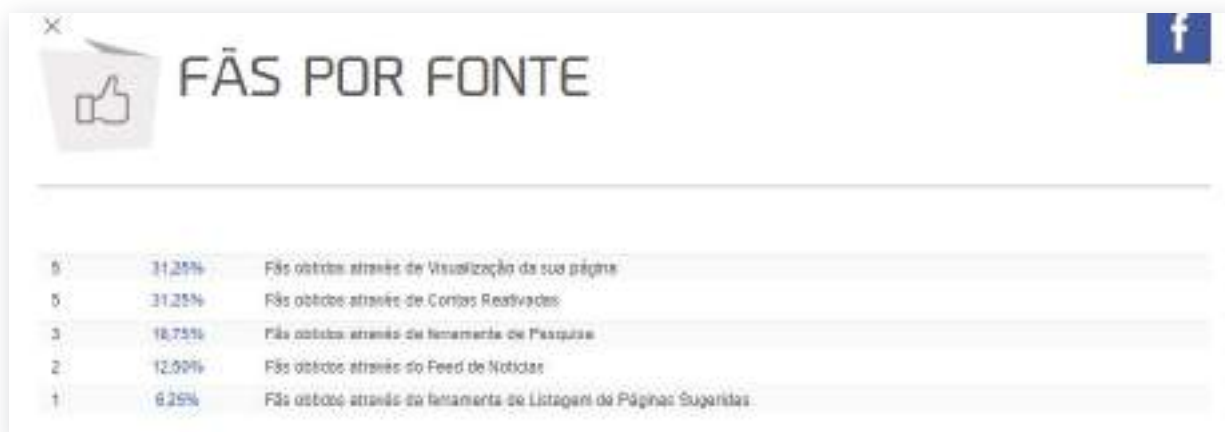 FÃS POR FONTE
f
5 31,25% Fãs obtidos através de Visualização da sua página
5 31,25% Fãs obtidos através de Contas Reativadas
3 18,75% Fãs obtidos através da ferramenta de Pesquisa
2 12,50% Fãs obtidos através do Feed de Notícias
1 6,25% Fãs obtidos através da ferramenta de Listagem de Páginas Sugeridas